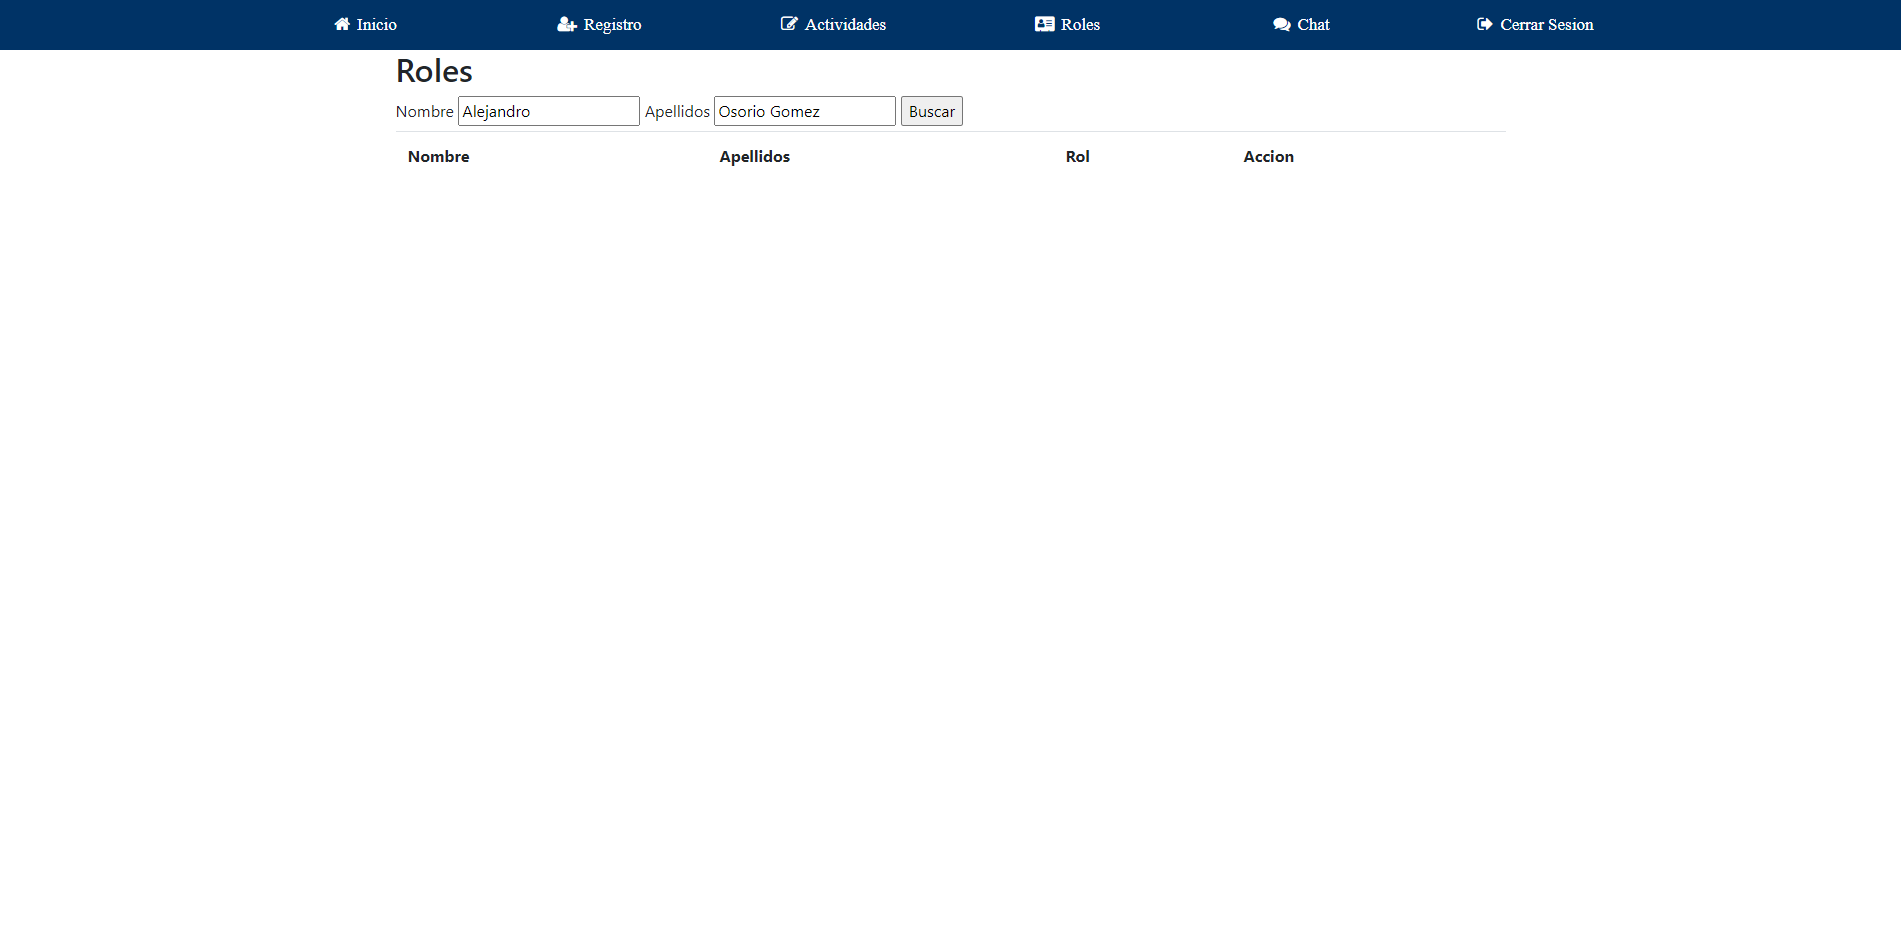 Inicio Registro Actividades Roles Chat Cerrar Sesion
Roles
Nombre Alejandro Apellidos Osorio Gomez Buscar
Nombre Apellidos Rol Accion